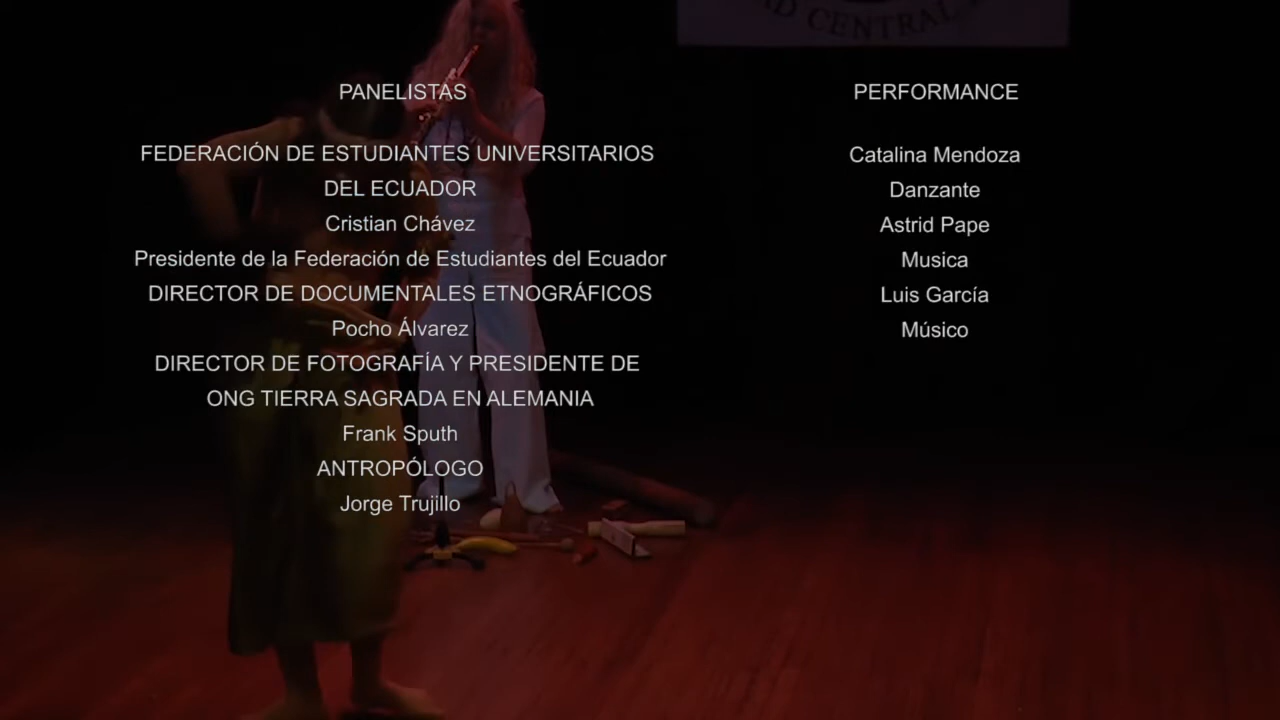 D CENTRAL
PANELISTAS
FEDERACIÓN DE ESTUDIANTES UNIVERSITARIOS
DEL ECUADOR
Cristian Chávez
Presidente de la Federación de Estudiantes del Ecuador
DIRECTOR DE DOCUMENTALES ETNOGRÁFICOS
Pocho Álvarez
DIRECTOR DE FOTOGRAFÍA Y PRESIDENTE DE
ONG TIERRA SAGRADA EN ALEMANIA
Frank Sputh
ANTROPÓLOGO
Jorge Trujillo
PERFORMANCE
Catalina Mendoza
Danzante
Astrid Pape
Musica
Luis García
Músico